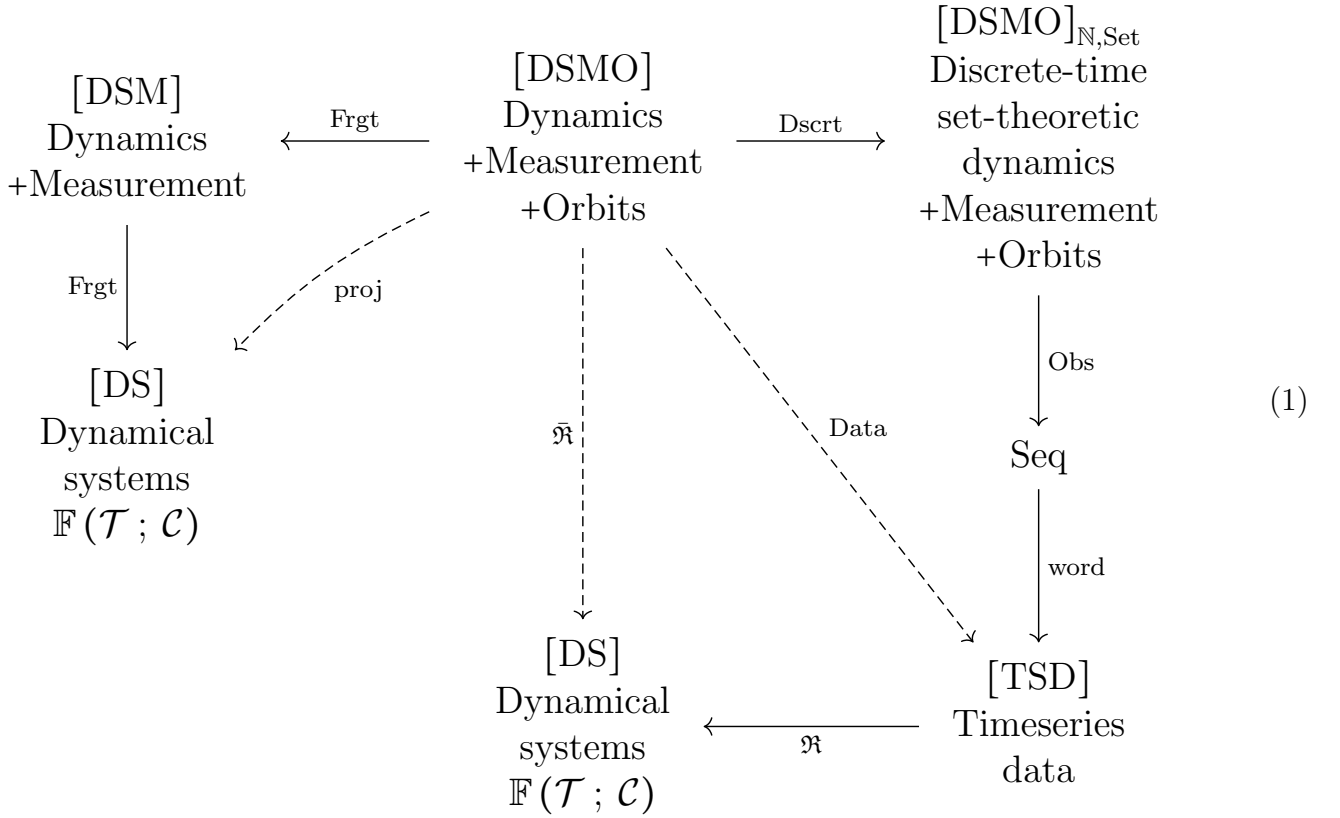 [DSM]
Dynamics
+Measurement
Frgt
[DSMO]
Dynamics
+Measurement
+Orbits
Dscrt
[DSMO]ℕ,Set
Discrete-time
set-theoretic
dynamics
+Measurement
+Orbits
Frgt
proj
Obs
[DS]
Dynamical
systems
𝔽(𝒯 ; 𝒞)
ℜ̄
Data
Seq
(1)
word
[DS]
Dynamical
systems
𝔽(𝒯 ; 𝒞)
ℜ
[TSD]
Timeseries
data